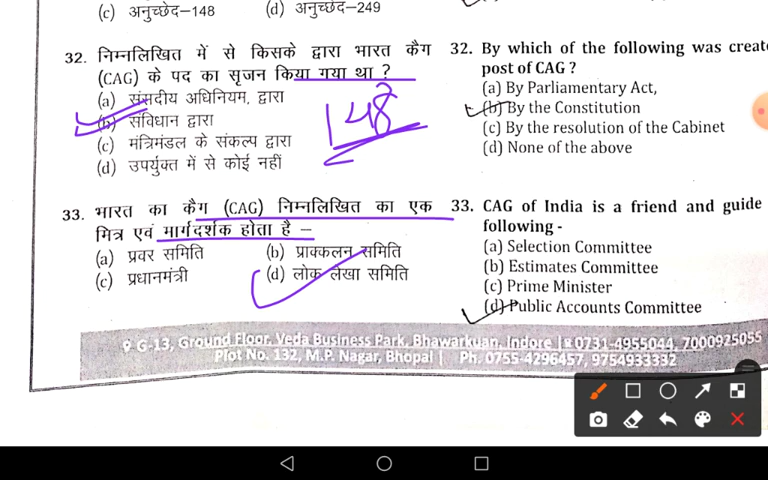 (c) अनुच्छेद-148 (d) अनुच्छेद-249
32. निम्नलिखित में से किसके द्वारा भारत कैग
(CAG) के पद का सृजन किया गया था ?
(a) संसदीय अधिनियम, द्वारा
(b) संविधान द्वारा
(c) मंत्रिमंडल के संकल्प द्वारा
(d) उपर्युक्त में से कोई नहीं
148
33. भारत का कैग (CAG) निम्नलिखित का एक
मित्र एवं मार्गदर्शक होता है –
(a) प्रवर समिति (b) प्राक्कलन समिति
(c) प्रधानमंत्री (d) लोक लेखा समिति
32. By which of the following was create
post of CAG ?
(a) By Parliamentary Act,
(b) By the Constitution
(c) By the resolution of the Cabinet
(d) None of the above
33. CAG of India is a friend and guide
following -
(a) Selection Committee
(b) Estimates Committee
(c) Prime Minister
(d) Public Accounts Committee
G-13, Ground Floor, Veda Business Park, Bhawarkuan, Indore | 0731-4955044, 7000925055
Plot No. 132, M.P. Nagar, Bhopal | Ph. 0755-4296457, 9754933332